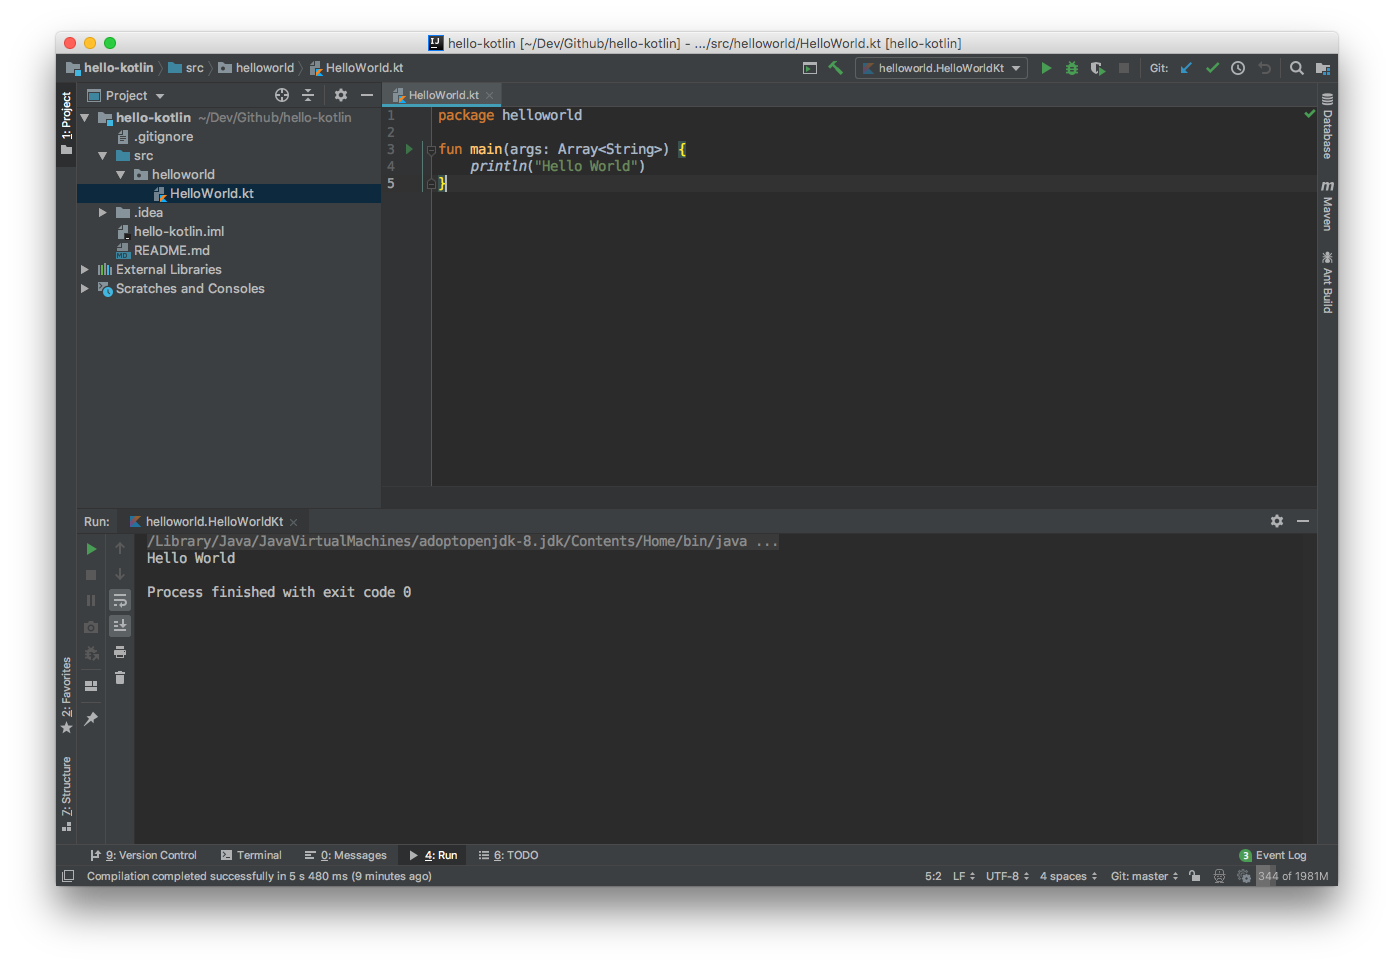 IJ hello-kotlin [~/Dev/Github/hello-kotlin] - .../src/helloworld/HelloWorld.kt [hello-kotlin]
hello-kotlin src helloworld HelloWorld.kt
helloworld.HelloWorldKt Git:
1: Project
Project
hello-kotlin ~/Dev/Github/hello-kotlin
.gitignore
src
helloworld
HelloWorld.kt
.idea
hello-kotlin.iml
MD README.md
External Libraries
Scratches and Consoles
HelloWorld.kt
1 package helloworld
2
3 fun main(args: Array<String>) {
4 println("Hello World")
5 }
Database
m Maven
Ant Build
Run: helloworld.HelloWorldKt
/Library/Java/JavaVirtualMachines/adoptopenjdk-8.jdk/Contents/Home/bin/java ...
Hello World
Process finished with exit code 0
2: Favorites
7: Structure
9: Version Control Terminal 0: Messages 4: Run 6: TODO 3 Event Log
Compilation completed successfully in 5 s 480 ms (9 minutes ago) 5:2 LF UTF-8 4 spaces Git: master 344 of 1981M